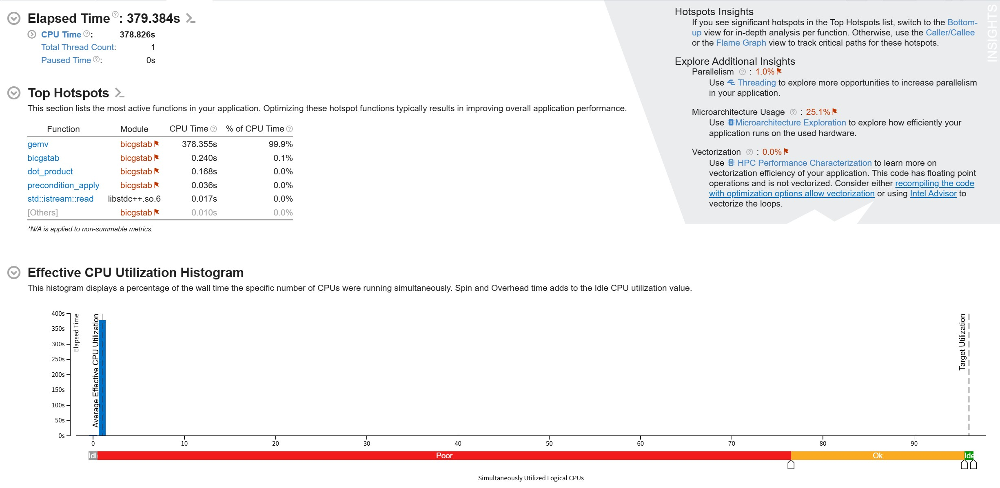 Elapsed Time : 379.384s
CPU Time : 378.826s
Total Thread Count: 1
Paused Time : 0s
Top Hotspots
This section lists the most active functions in your application. Optimizing these hotspot functions typically results in improving overall application performance.
Function Module CPU Time % of CPU Time
gemv bicgstab 378.355s 99.9%
bicgstab bicgstab 0.240s 0.1%
dot_product bicgstab 0.168s 0.0%
precondition_apply bicgstab 0.036s 0.0%
std::istream::read libstdc++.so.6 0.017s 0.0%
[Others] bicgstab 0.010s 0.0%
*N/A is applied to non-summable metrics.
Hotspots Insights
If you see significant hotspots in the Top Hotspots list, switch to the Bottom-
up view for in-depth analysis per function. Otherwise, use the Caller/Callee
or the Flame Graph view to track critical paths for these hotspots.
Explore Additional Insights
Parallelism : 1.0%
Use Threading to explore more opportunities to increase parallelism
in your application.
Microarchitecture Usage : 25.1%
Use Microarchitecture Exploration to explore how efficiently your
application runs on the used hardware.
Vectorization : 0.0%
Use HPC Performance Characterization to learn more on
vectorization efficiency of your application. This code has floating point
operations and is not vectorized. Consider either recompiling the code
with optimization options allow vectorization or using Intel Advisor to
vectorize the loops.
INSIGHTS
Effective CPU Utilization Histogram
This histogram displays a percentage of the wall time the specific number of CPUs were running simultaneously. Spin and Overhead time adds to the Idle CPU utilization value.
400s
350s
300s
250s
200s
150s
100s
50s
0s
Elapsed Time
Average Effective CPU Utilization
Target Utilization
0 10 20 30 40 50 60 70 80 90
Idl Poor Ok Ide
Simultaneously Utilized Logical CPUs